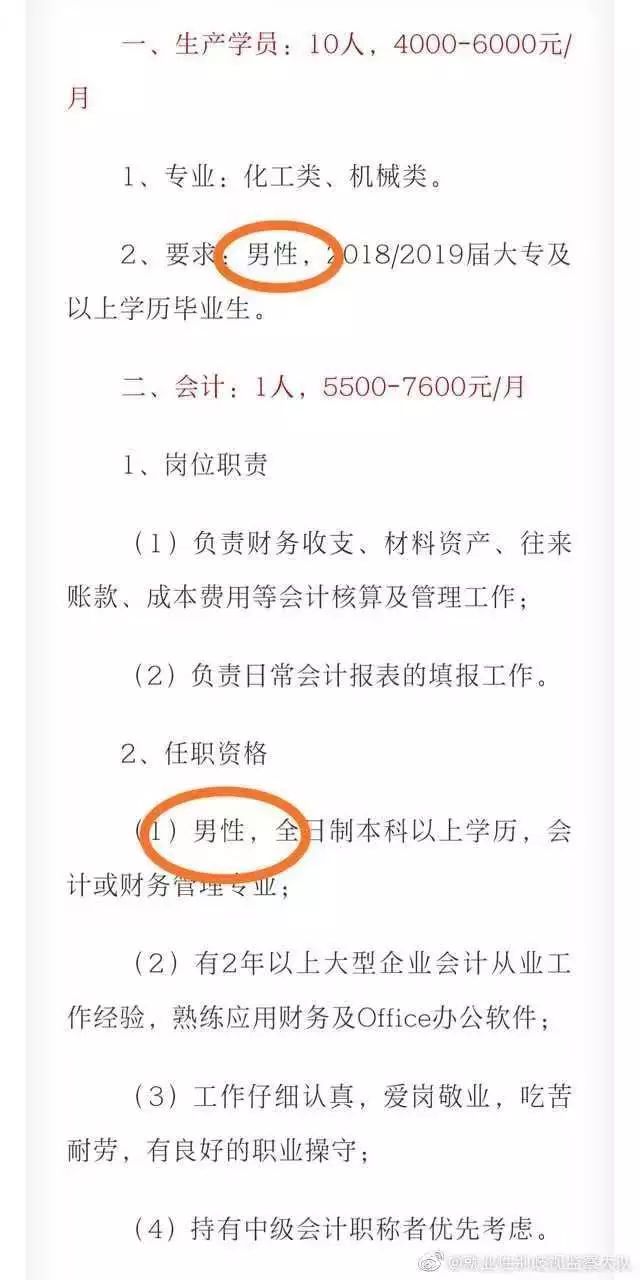 一、生产学员：10人，4000-6000元/
月
1、专业：化工类、机械类。
2、要求：男性，2018/2019届大专及
以上学历毕业生。
二、会计：1人，5500-7600元/月
1、岗位职责
（1）负责财务收支、材料资产、往来
账款、成本费用等会计核算及管理工作；
（2）负责日常会计报表的填报工作。
2、任职资格
（1）男性，全日制本科以上学历，会
计或财务管理专业；
（2）有2年以上大型企业会计从业工
作经验，熟练应用财务及Office办公软件；
（3）工作仔细认真，爱岗敬业，吃苦
耐劳，有良好的职业操守；
（4）持有中级会计职称者优先考虑。
@就业性别歧视监察大队